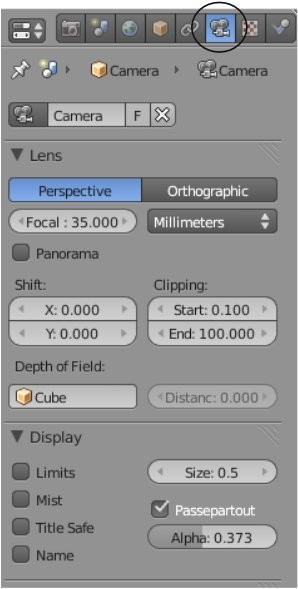 Camera Camera
Camera F
Lens
Perspective Orthographic
Focal : 35.000 Millimeters
Panorama
Shift: Clipping:
X: 0.000 Start: 0.100
Y: 0.000 End: 100.000
Depth of Field:
Cube Distanc: 0.000
Display
Limits Size: 0.5
Mist Passepartout
Title Safe Alpha: 0.373
Name